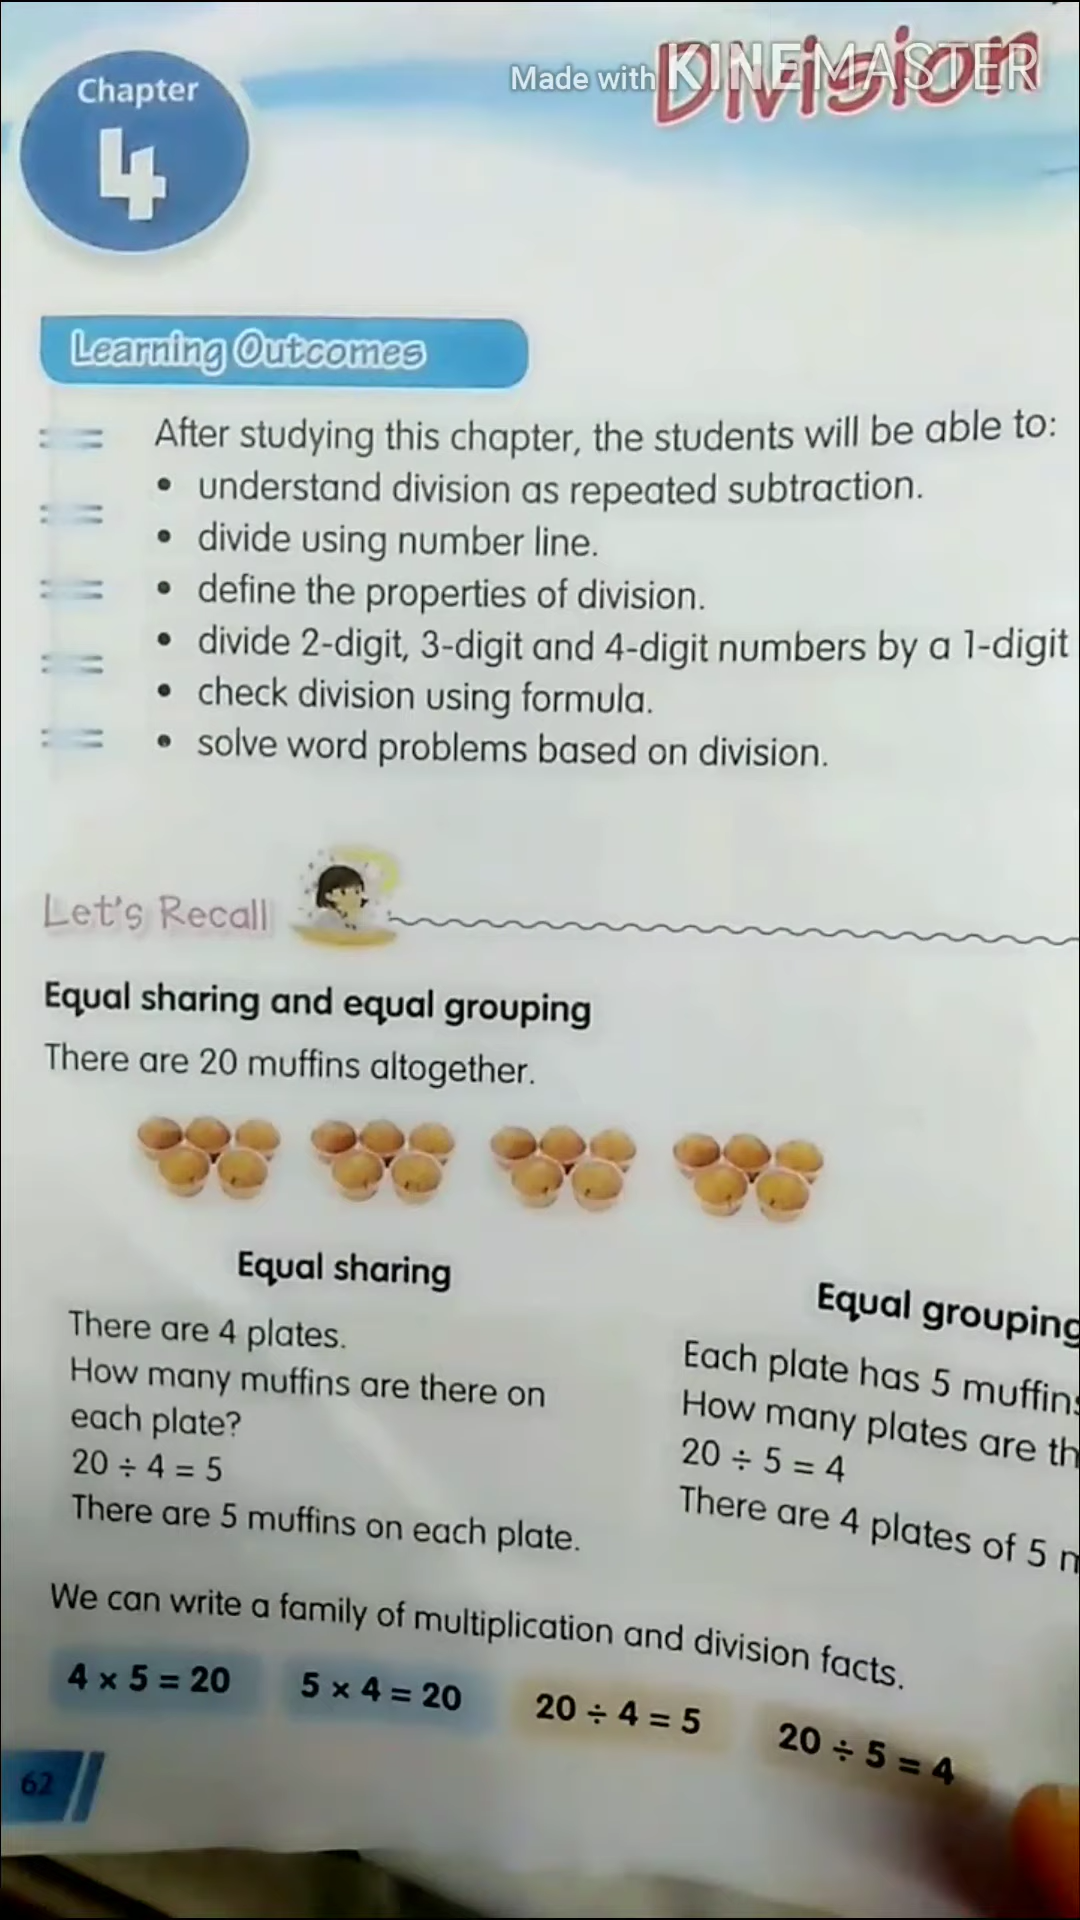 Chapter
4
Made with KINEMASTER
Division
Learning Outcomes
After studying this chapter, the students will be able to:
• understand division as repeated subtraction.
• divide using number line.
• define the properties of division.
• divide 2-digit, 3-digit and 4-digit numbers by a 1-digit
• check division using formula.
• solve word problems based on division.
Let's Recall
Equal sharing and equal grouping
There are 20 muffins altogether.
Equal sharing
There are 4 plates.
How many muffins are there on
each plate?
20 ÷ 4 = 5
There are 5 muffins on each plate.
Equal grouping
Each plate has 5 muffins
How many plates are
20 ÷ 5 = 4
There are 4 plates of 5
We can write a family of multiplication and division facts.
4 × 5 = 20
5 × 4 = 20
20 ÷ 4 = 5
20 ÷ 5 = 4
62